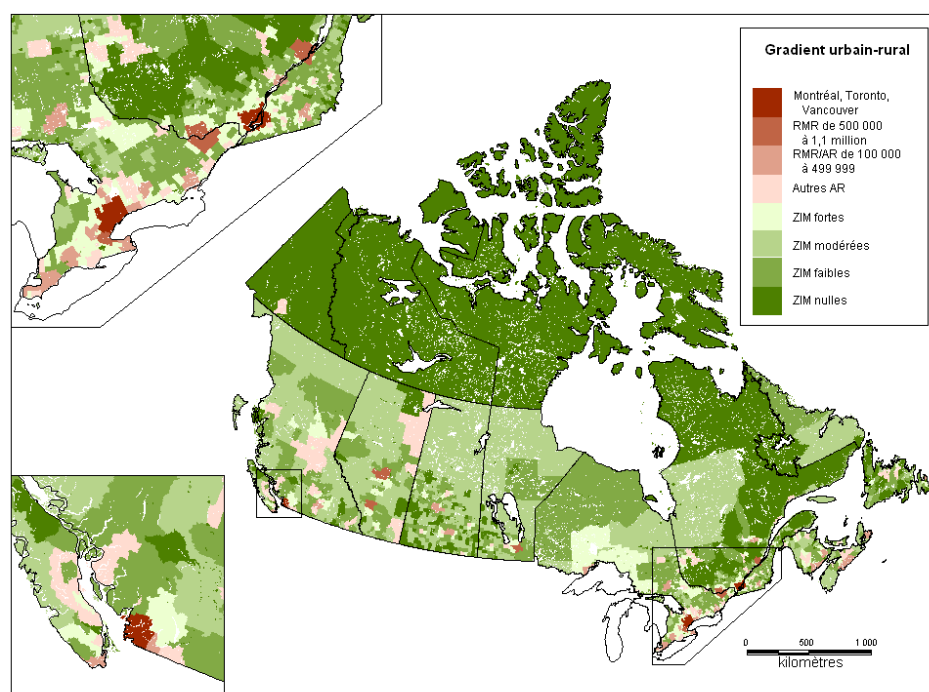 Gradient urbain-rural
Montréal, Toronto,
Vancouver
RMR de 500 000
à 1,1 million
RMR/AR de 100 000
à 499 999
Autres AR
ZIM fortes
ZIM modérées
ZIM faibles
ZIM nulles
0 500 1 000
kilomètres